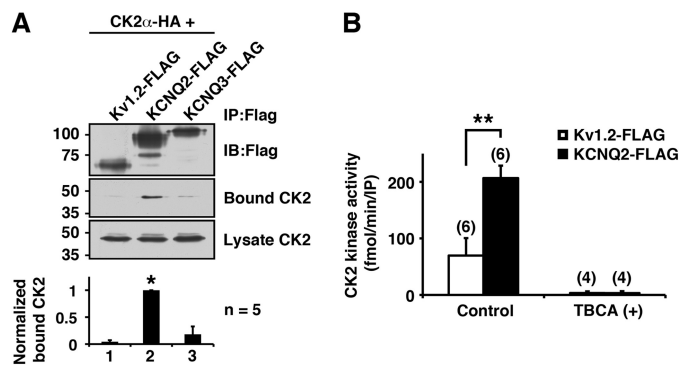 A
CK2α-HA +
Kv1.2-FLAG
KCNQ2-FLAG
KCNQ3-FLAG
IP:Flag
100
75
IB:Flag
50
35
Bound CK2
50
35
Lysate CK2
Normalized
bound CK2
1
0.5
0
*
n = 5
1 2 3
B
CK2 kinase activity
(fmol/min/IP)
200
100
0
**
(6)
(6)
(4) (4)
Kv1.2-FLAG
KCNQ2-FLAG
Control TBCA (+)